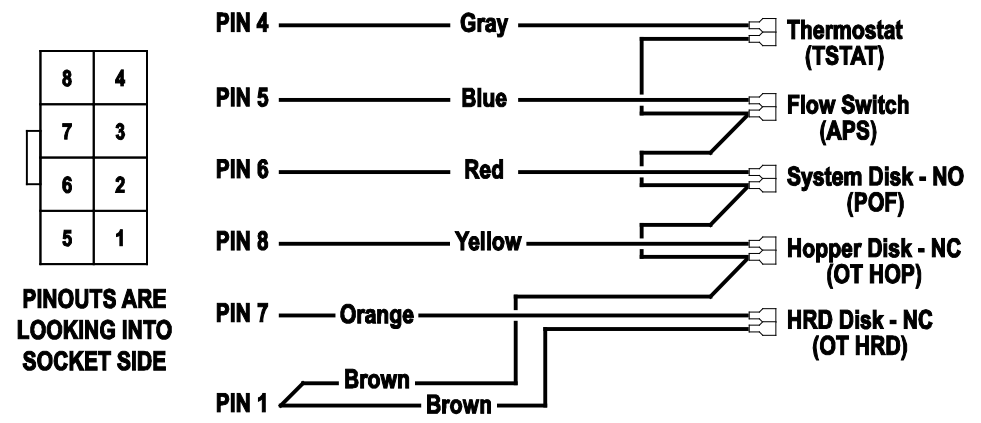 PIN 4 Gray Thermostat
(TSTAT)
8 4
7 3
6 2
5 1
PINOUTS ARE
LOOKING INTO
SOCKET SIDE
PIN 5 Blue Flow Switch
(APS)
PIN 6 Red System Disk - NO
(POF)
PIN 8 Yellow Hopper Disk - NC
(OT HOP)
PIN 7 Orange HRD Disk - NC
(OT HRD)
Brown
PIN 1 Brown